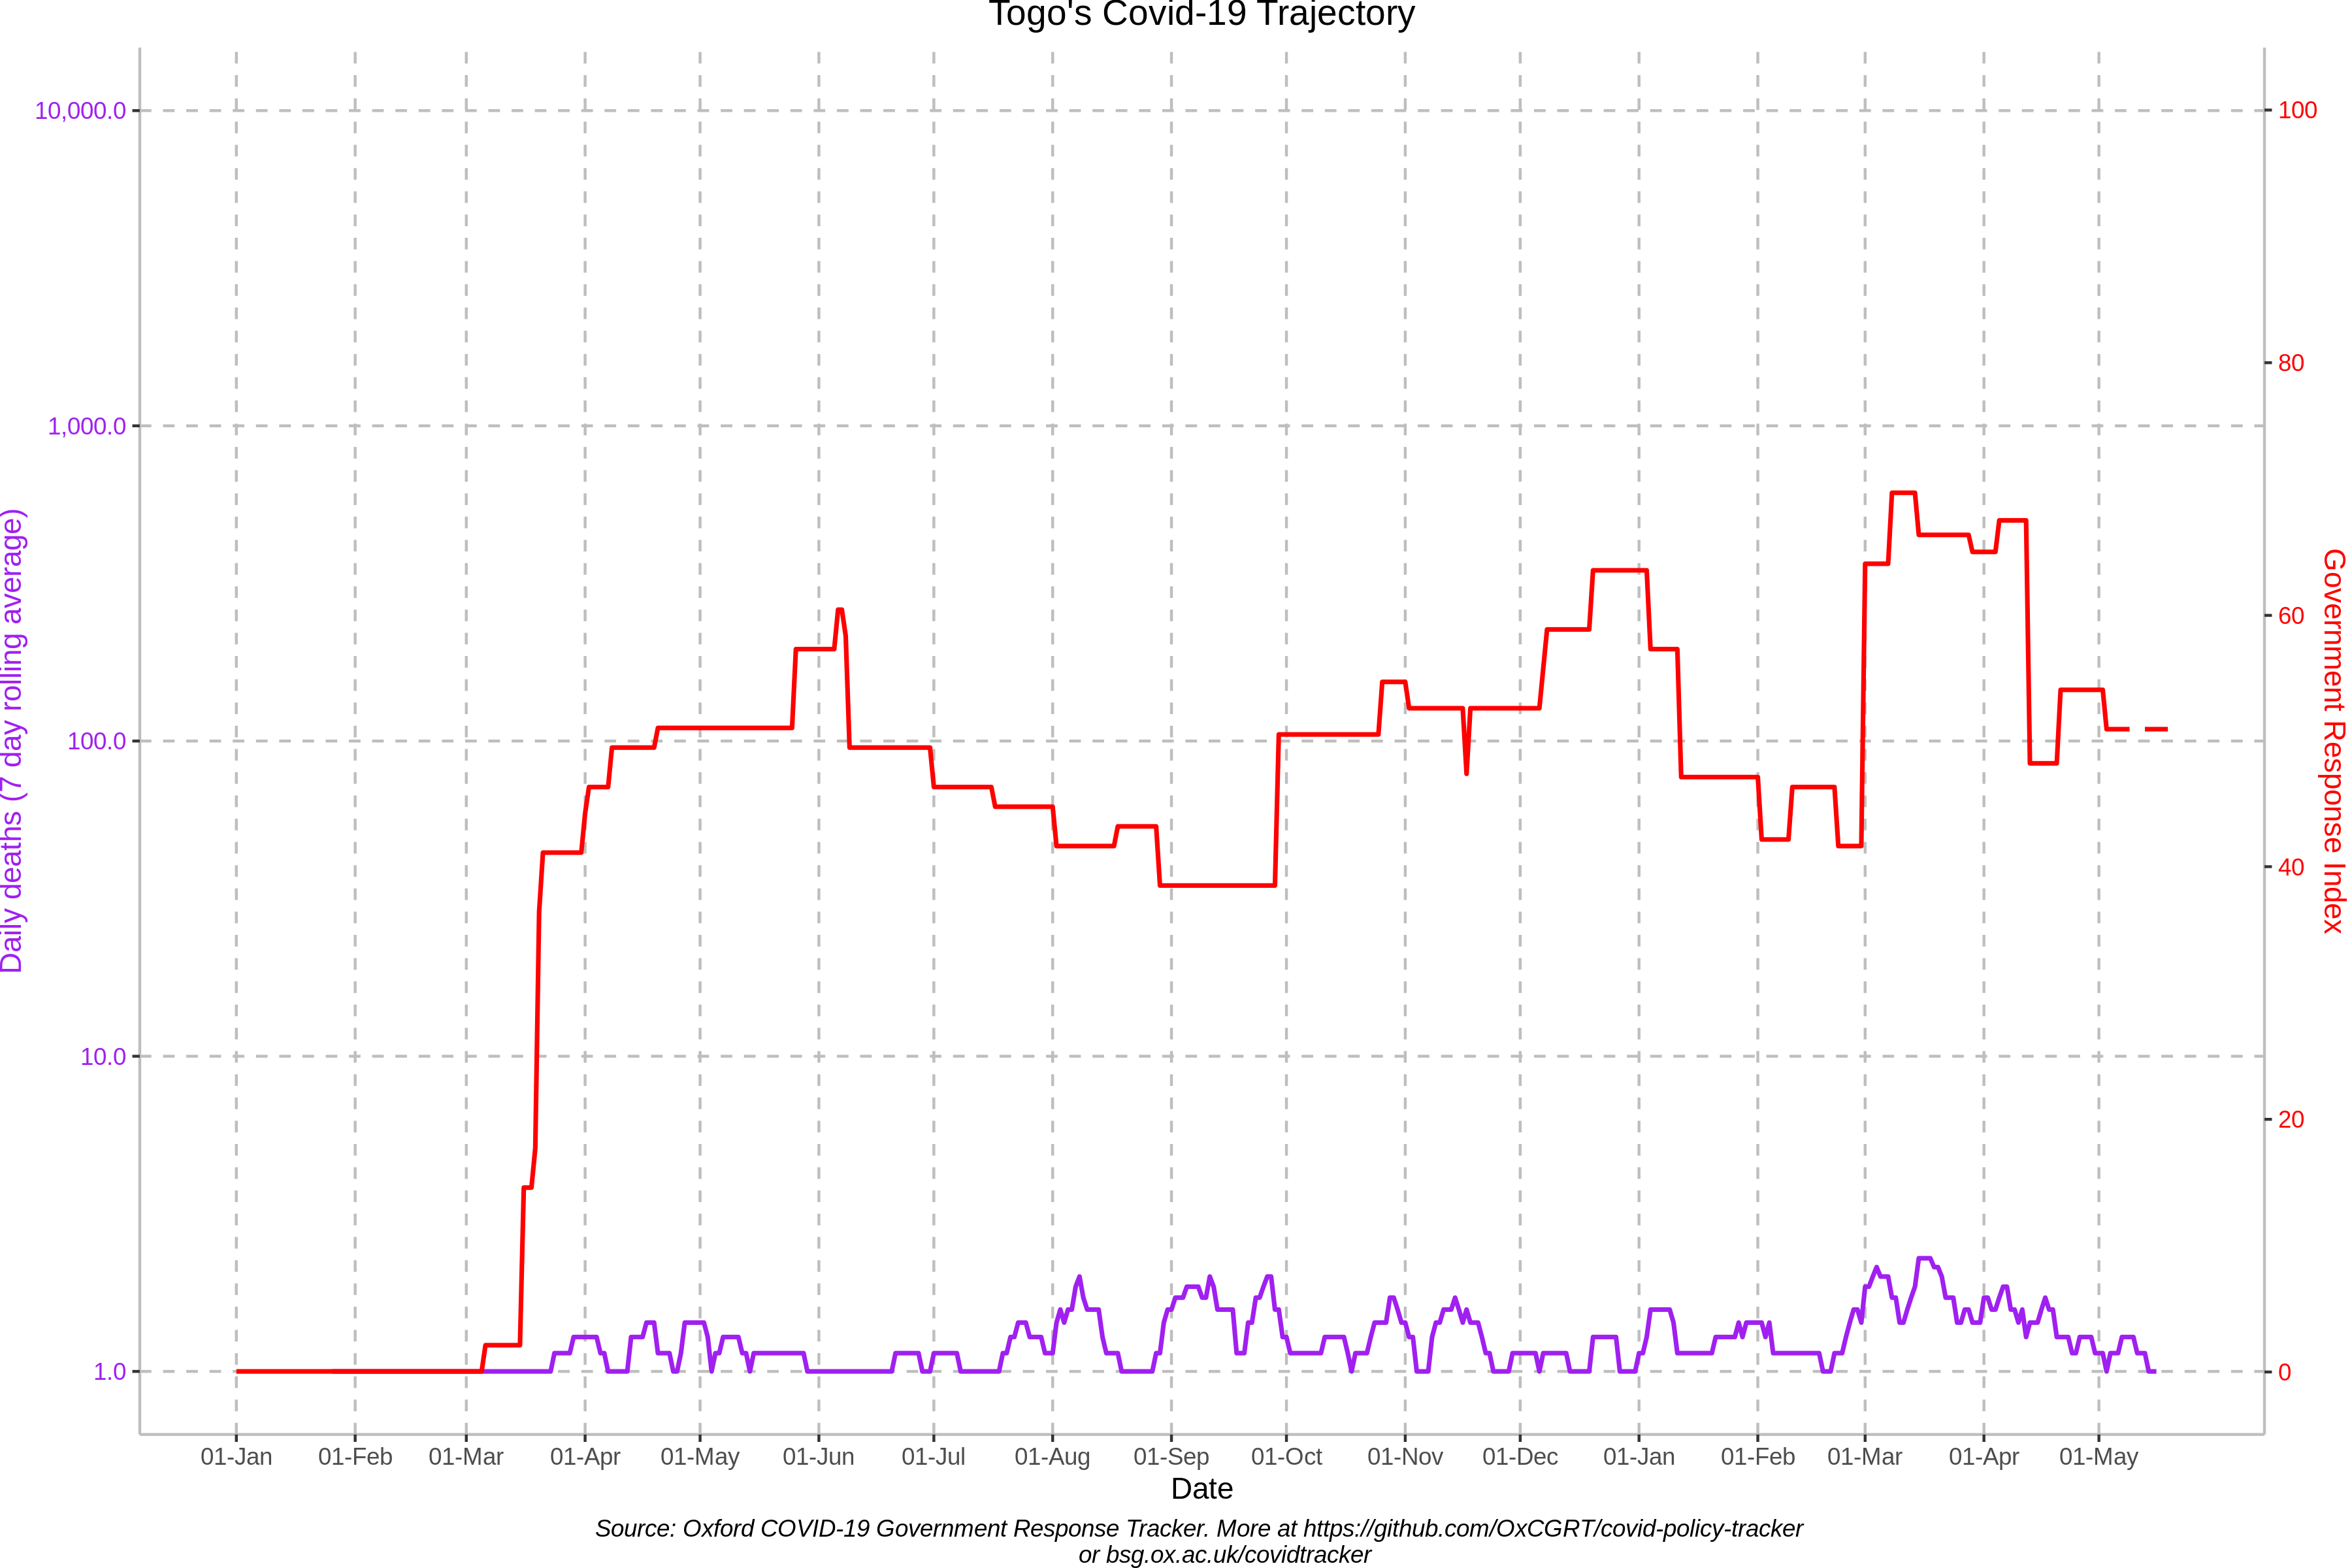 Togo's Covid-19 Trajectory
10,000.0
1,000.0
100.0
10.0
1.0
Daily deaths (7 day rolling average)
100
80
60
40
20
0
Government Response Index
01-Jan 01-Feb 01-Mar 01-Apr 01-May 01-Jun 01-Jul 01-Aug 01-Sep 01-Oct 01-Nov 01-Dec 01-Jan 01-Feb 01-Mar 01-Apr 01-May
Date
Source: Oxford COVID-19 Government Response Tracker. More at https://github.com/OxCGRT/covid-policy-tracker
or bsg.ox.ac.uk/covidtracker